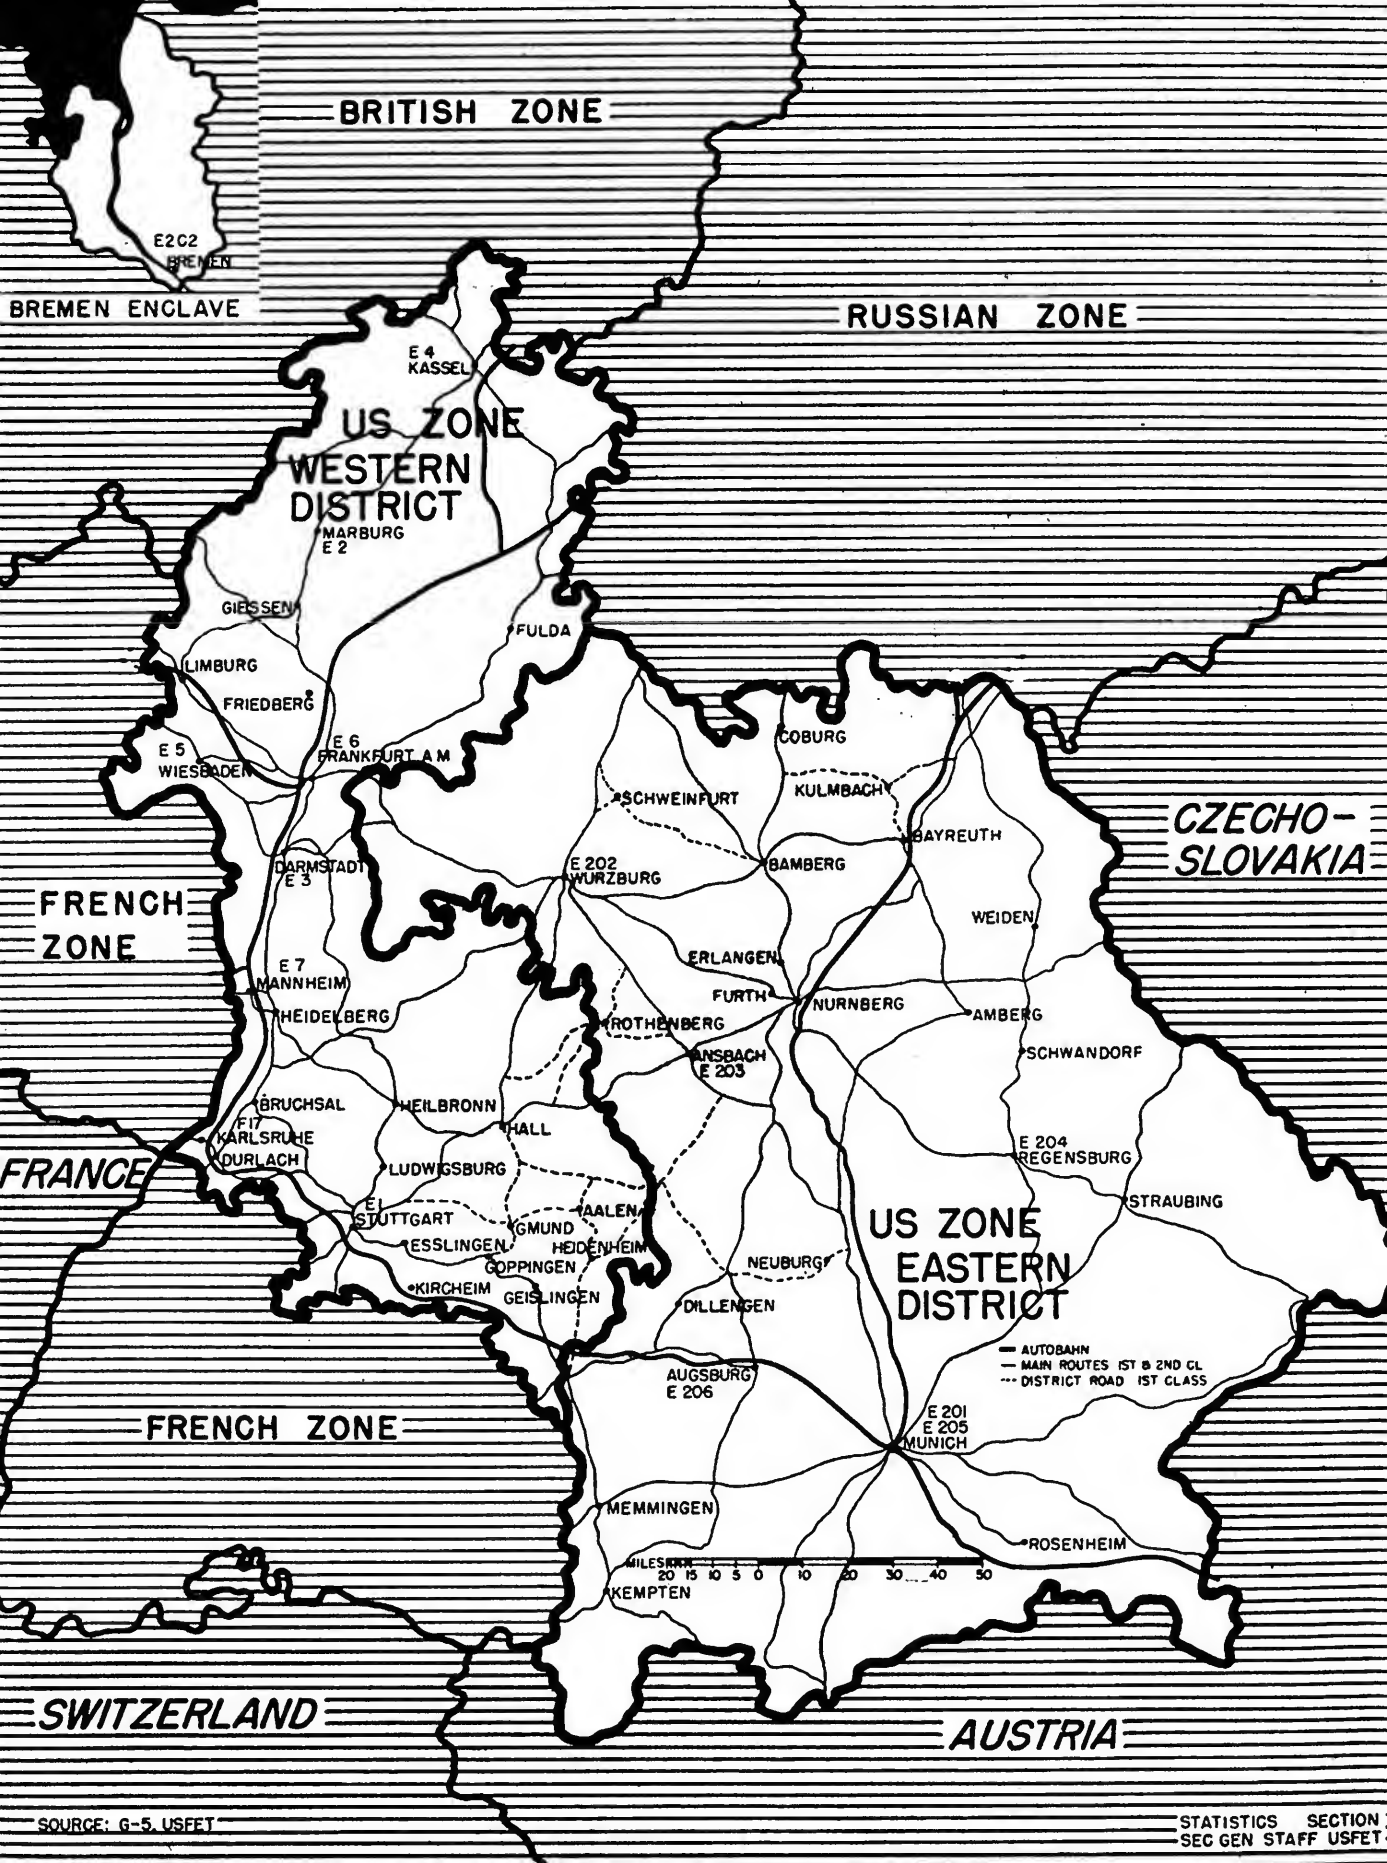 BRITISH ZONE
E2C2
BREMEN
BREMEN ENCLAVE
RUSSIAN ZONE
E 4
KASSEL
US ZONE
WESTERN
DISTRICT
MARBURG
E 2
GIESSEN
FULDA
LIMBURG
FRIEDBERG
E 5
WIESBADEN
E 6
FRANKFURT A M
COBURG
KULMBACH
SCHWEINFURT
CZECHO-
SLOVAKIA
BAYREUTH
DARMSTADT
E 3
E 202
WURZBURG
BAMBERG
FRENCH
ZONE
WEIDEN
ERLANGEN
E 7
MANNHEIM
FURTH
NURNBERG
HEIDELBERG
ROTHENBERG
AMBERG
ANSBACH
E 203
SCHWANDORF
BRUCHSAL
HEILBRONN
F17
KARLSRUHE
HALL
DURLACH
E 204
REGENSBURG
FRANCE
LUDWIGSBURG
STRAUBING
E1
STUTTGART
AALEN
GMUND
US ZONE
EASTERN
DISTRICT
ESSLINGEN
HEIDENHEIM
GOPPINGEN
NEUBURG
KIRCHEIM
GEISLINGEN
DILLENGEN
AUTOBAHN
MAIN ROUTES 1ST & 2ND CL
DISTRICT ROAD 1ST CLASS
AUGSBURG
E 206
E 201
E 205
MUNICH
FRENCH ZONE
MEMMINGEN
ROSENHEIM
MILES
20 15 10 5 0 10 20 30 40 50
KEMPTEN
SWITZERLAND
AUSTRIA
SOURCE: G-5, USFET
STATISTICS SECTION
SEC GEN STAFF USFET